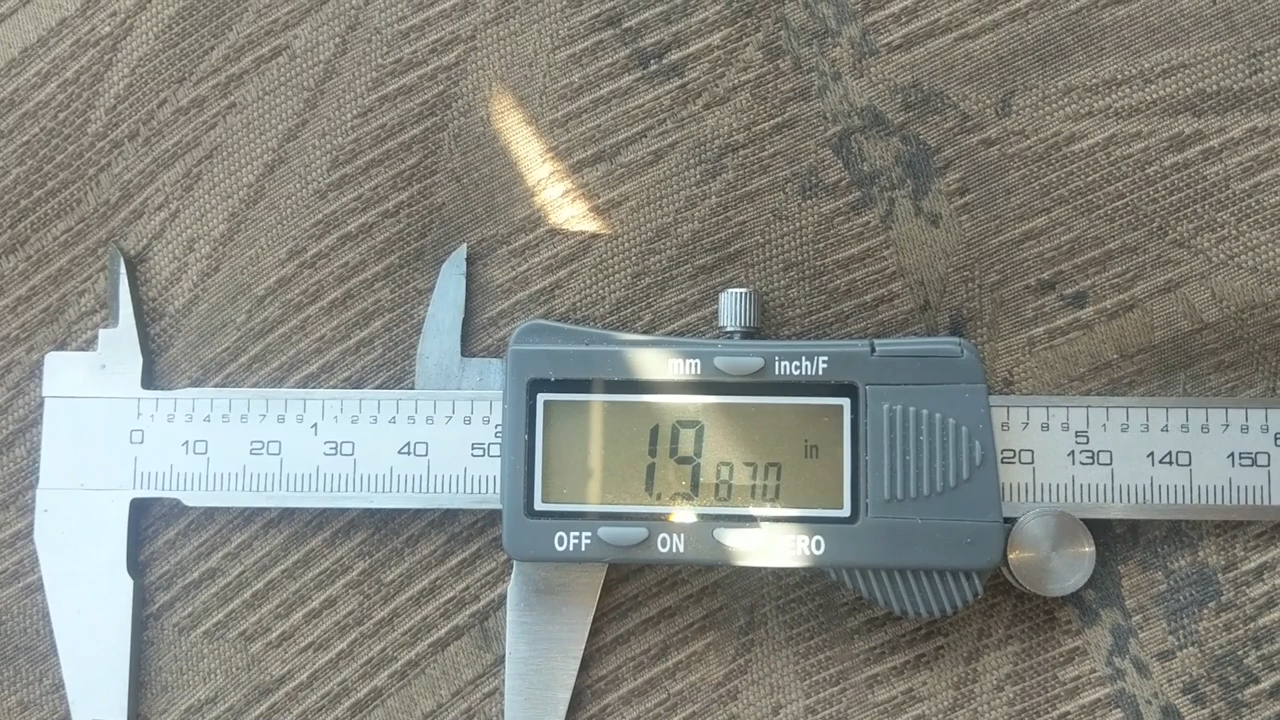 mm inch/F
1.9870 in
OFF ON ERO
1 2 3 4 5 6 7 8 9 1 1 2 3 4 5 6 7 8 9
0 10 20 30 40 50
6 7 8 9 5 1 2 3 4 5 6 7 8 9
20 130 140 150